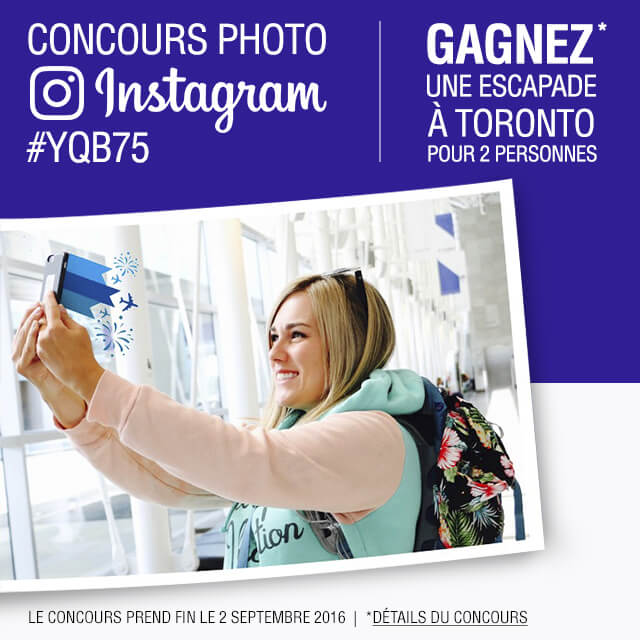 CONCOURS PHOTO
Instagram
#YQB75
GAGNEZ*
UNE ESCAPADE
À TORONTO
POUR 2 PERSONNES
tion
LE CONCOURS PREND FIN LE 2 SEPTEMBRE 2016 | *DÉTAILS DU CONCOURS